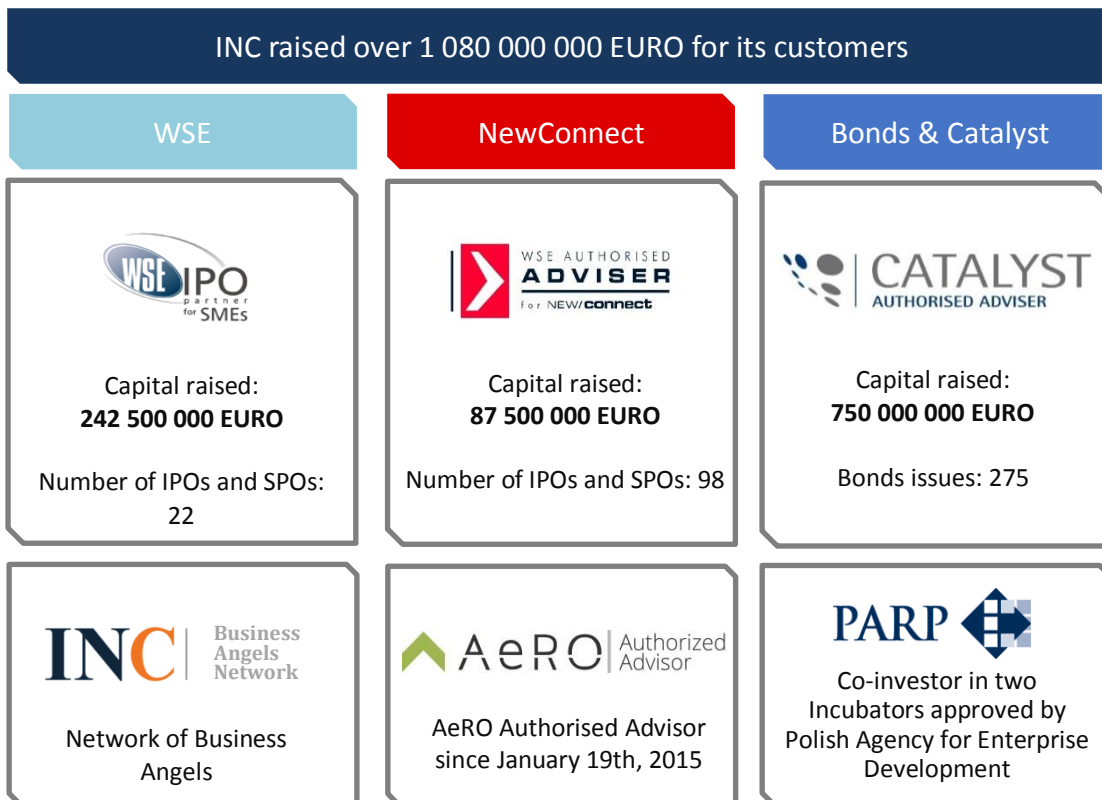 INC raised over 1 080 000 000 EURO for its customers
WSE
NewConnect
Bonds & Catalyst
WSE IPO
partner
for SMEs
Capital raised:
242 500 000 EURO
Number of IPOs and SPOs:
22
WSE AUTHORISED
ADVISER
for NEW/connect
Capital raised:
87 500 000 EURO
Number of IPOs and SPOs: 98
CATALYST
AUTHORISED ADVISER
Capital raised:
750 000 000 EURO
Bonds issues: 275
INC
Business
Angels
Network
Network of Business
Angels
AeRO
Authorized
Advisor
AeRO Authorised Advisor
since January 19th, 2015
PARP
Co-investor in two
Incubators approved by
Polish Agency for Enterprise
Development